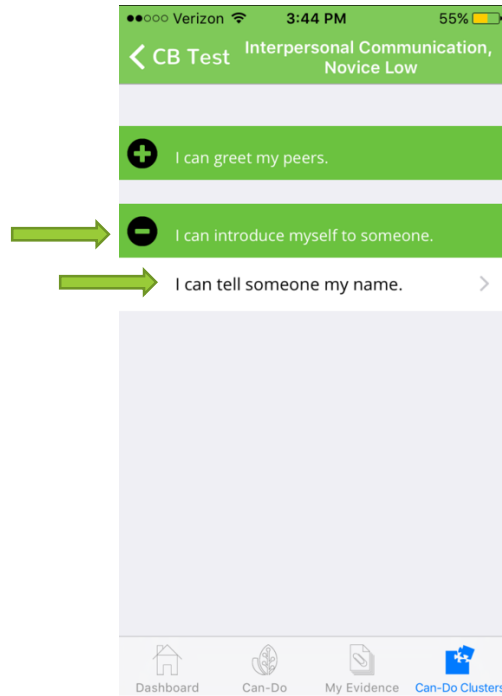 Verizon 3:44 PM 55%
CB Test Interpersonal Communication,
Novice Low
I can greet my peers.
I can introduce myself to someone.
I can tell someone my name.
Dashboard Can-Do My Evidence Can-Do Clusters